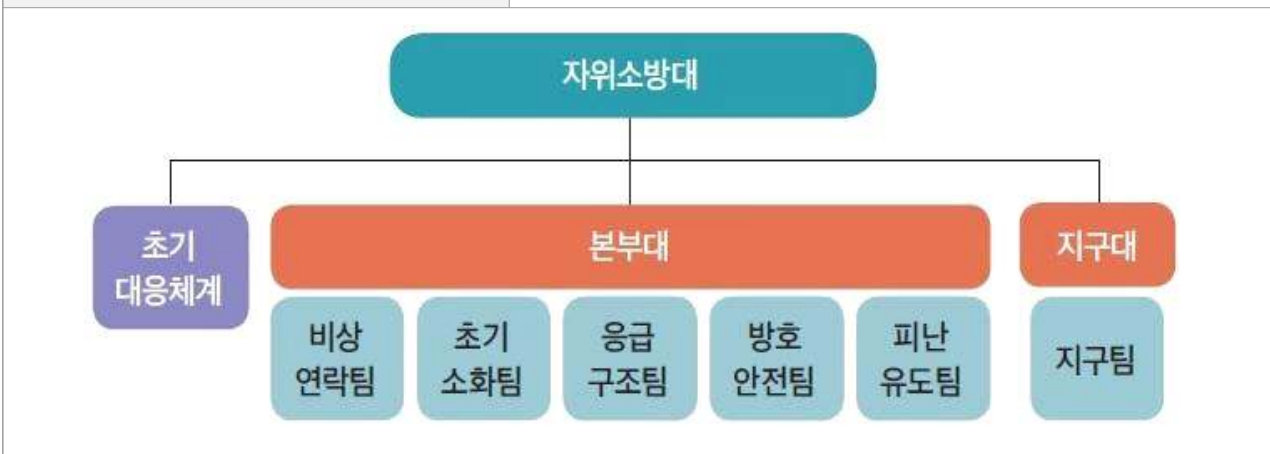 자위소방대
초기
대응체계
본부대
지구대
비상
연락팀
초기
소화팀
응급
구조팀
방호
안전팀
피난
유도팀
지구팀